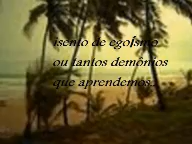 isento de egoísmo
ou tantos demônios
que aprendemos..